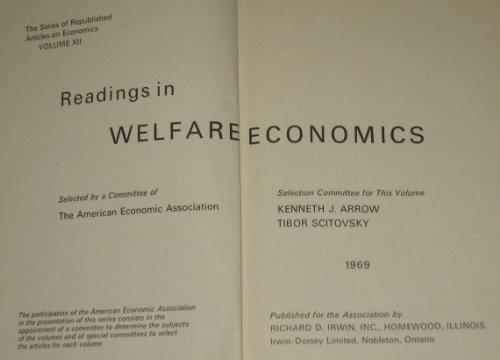 The Series of Republished
Articles on Economics
VOLUME XII
Readings in
WELFARE ECONOMICS
Selected by a Committee of
The American Economic Association
The participation of the American Economic Association
in the presentation of this series consists in the
appointment of a committee to determine the subjects
of the volumes and of special committees to select
the articles for each volume.
Selection Committee for This Volume
KENNETH J. ARROW
TIBOR SCITOVSKY
1969
Published for the Association by
RICHARD D. IRWIN, INC., HOMEWOOD, ILLINOIS
Irwin-Dorsey Limited, Nobleton, Ontario